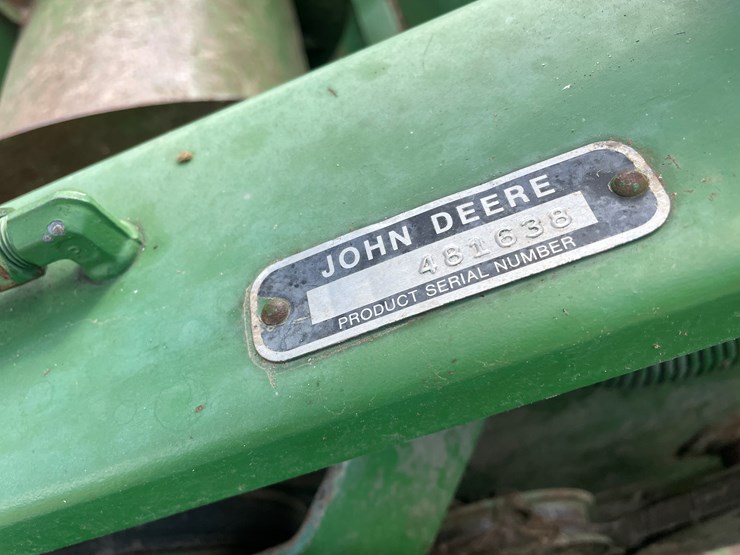 JOHN DEERE
481638
PRODUCT SERIAL NUMBER